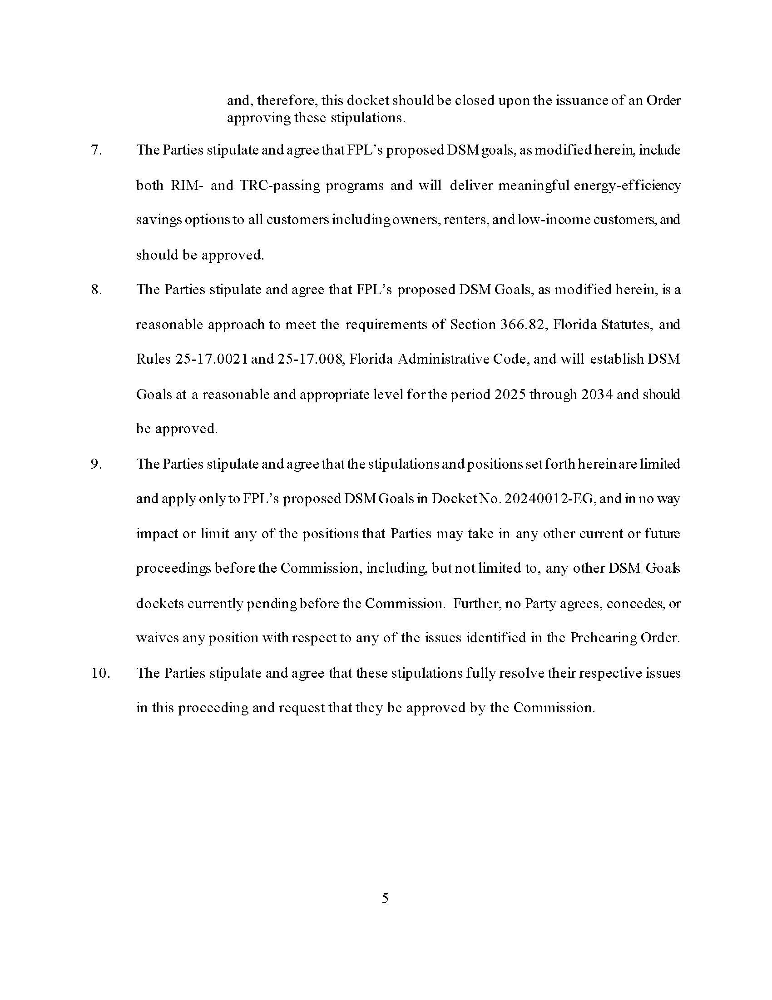 and, therefore, this docket should be closed upon the issuance of an Order
approving these stipulations.
7. The Parties stipulate and agree that FPL’s proposed DSM goals, as modified herein, include
both RIM- and TRC-passing programs and will deliver meaningful energy-efficiency
savings options to all customers including owners, renters, and low-income customers, and
should be approved.
8. The Parties stipulate and agree that FPL’s proposed DSM Goals, as modified herein, is a
reasonable approach to meet the requirements of Section 366.82, Florida Statutes, and
Rules 25-17.0021 and 25-17.008, Florida Administrative Code, and will establish DSM
Goals at a reasonable and appropriate level for the period 2025 through 2034 and should
be approved.
9. The Parties stipulate and agree that the stipulations and positions set forth herein are limited
and apply only to FPL’s proposed DSM Goals in Docket No. 20240012-EG, and in no way
impact or limit any of the positions that Parties may take in any other current or future
proceedings before the Commission, including, but not limited to, any other DSM Goals
dockets currently pending before the Commission. Further, no Party agrees, concedes, or
waives any position with respect to any of the issues identified in the Prehearing Order.
10. The Parties stipulate and agree that these stipulations fully resolve their respective issues
in this proceeding and request that they be approved by the Commission.
5